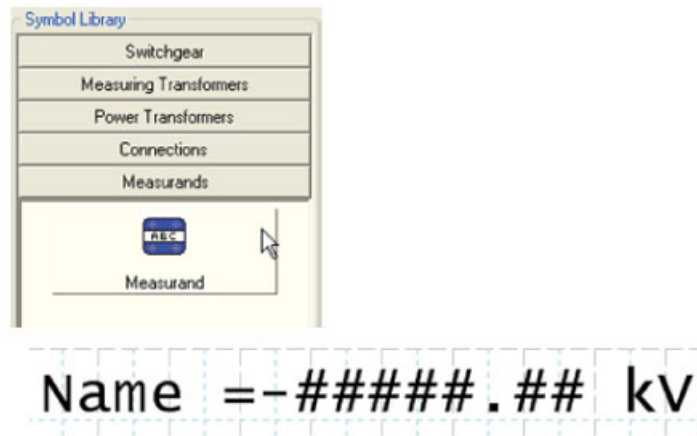 Symbol Library
Switchgear
Measuring Transformers
Power Transformers
Connections
Measurands
ABC
Measurand
Name =-#####.## kV